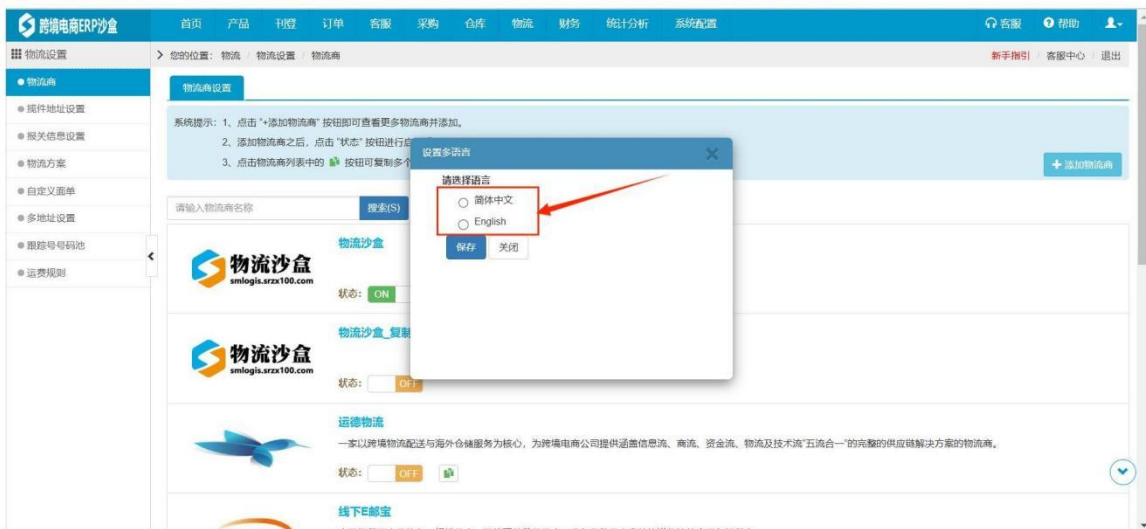 跨境电商ERP沙盒 首页 产品 刊登 订单 客服 采购 仓库 物流 财务 统计分析 系统配置 客服 帮助
物流设置 您的位置: 物流 / 物流设置 / 物流商 新手指引 客服中心 退出
物流商
揽件地址设置
报关信息设置
物流方案
自定义面单
多地址设置
跟踪号号码池
运费规则
物流商设置
系统提示: 1、点击 "+添加物流商" 按钮即可查看更多物流商并添加。
2、添加物流商之后, 点击 "状态" 按钮进行
3、点击物流商列表中的 按钮可复制多个
+ 添加物流商
请输入物流商名称 搜索(S)
设置多语言
请选择语言
简体中文
English
保存 关闭
物流沙盒
smlogis.srzx100.com
物流沙盒
状态: ON
物流沙盒
smlogis.srzx100.com
物流沙盒_复制
状态: OFF
运德物流
一家以跨境物流配送与海外仓储服务为核心, 为跨境电商公司提供涵盖信息流、商流、资金流、物流及技术流"五流合一"的完整的供应链解决方案的物流商。
状态: OFF
线下E邮宝